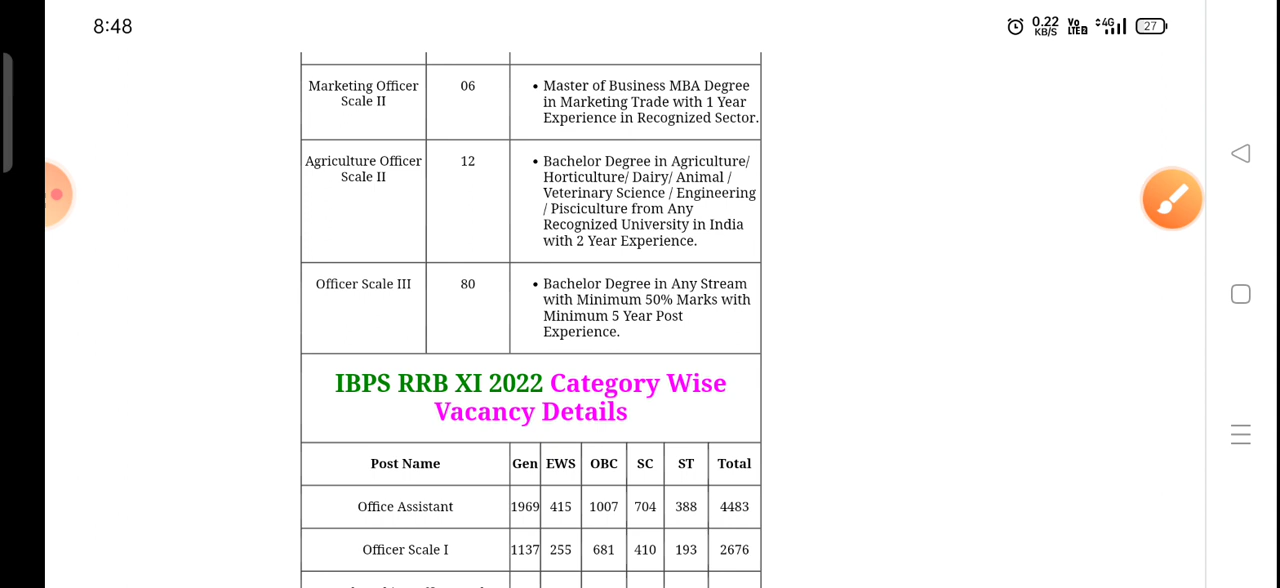 8:48
0.22 KB/S
Vo LTE 2
4G
27
Marketing Officer
Scale II
06
• Master of Business MBA Degree
in Marketing Trade with 1 Year
Experience in Recognized Sector.
Agriculture Officer
Scale II
12
• Bachelor Degree in Agriculture/
Horticulture/ Dairy/ Animal /
Veterinary Science / Engineering
/ Pisciculture from Any
Recognized University in India
with 2 Year Experience.
Officer Scale III
80
• Bachelor Degree in Any Stream
with Minimum 50% Marks with
Minimum 5 Year Post
Experience.
IBPS RRB XI 2022 Category Wise
Vacancy Details
Post Name Gen EWS OBC SC ST Total
Office Assistant 1969 415 1007 704 388 4483
Officer Scale I 1137 255 681 410 193 2676